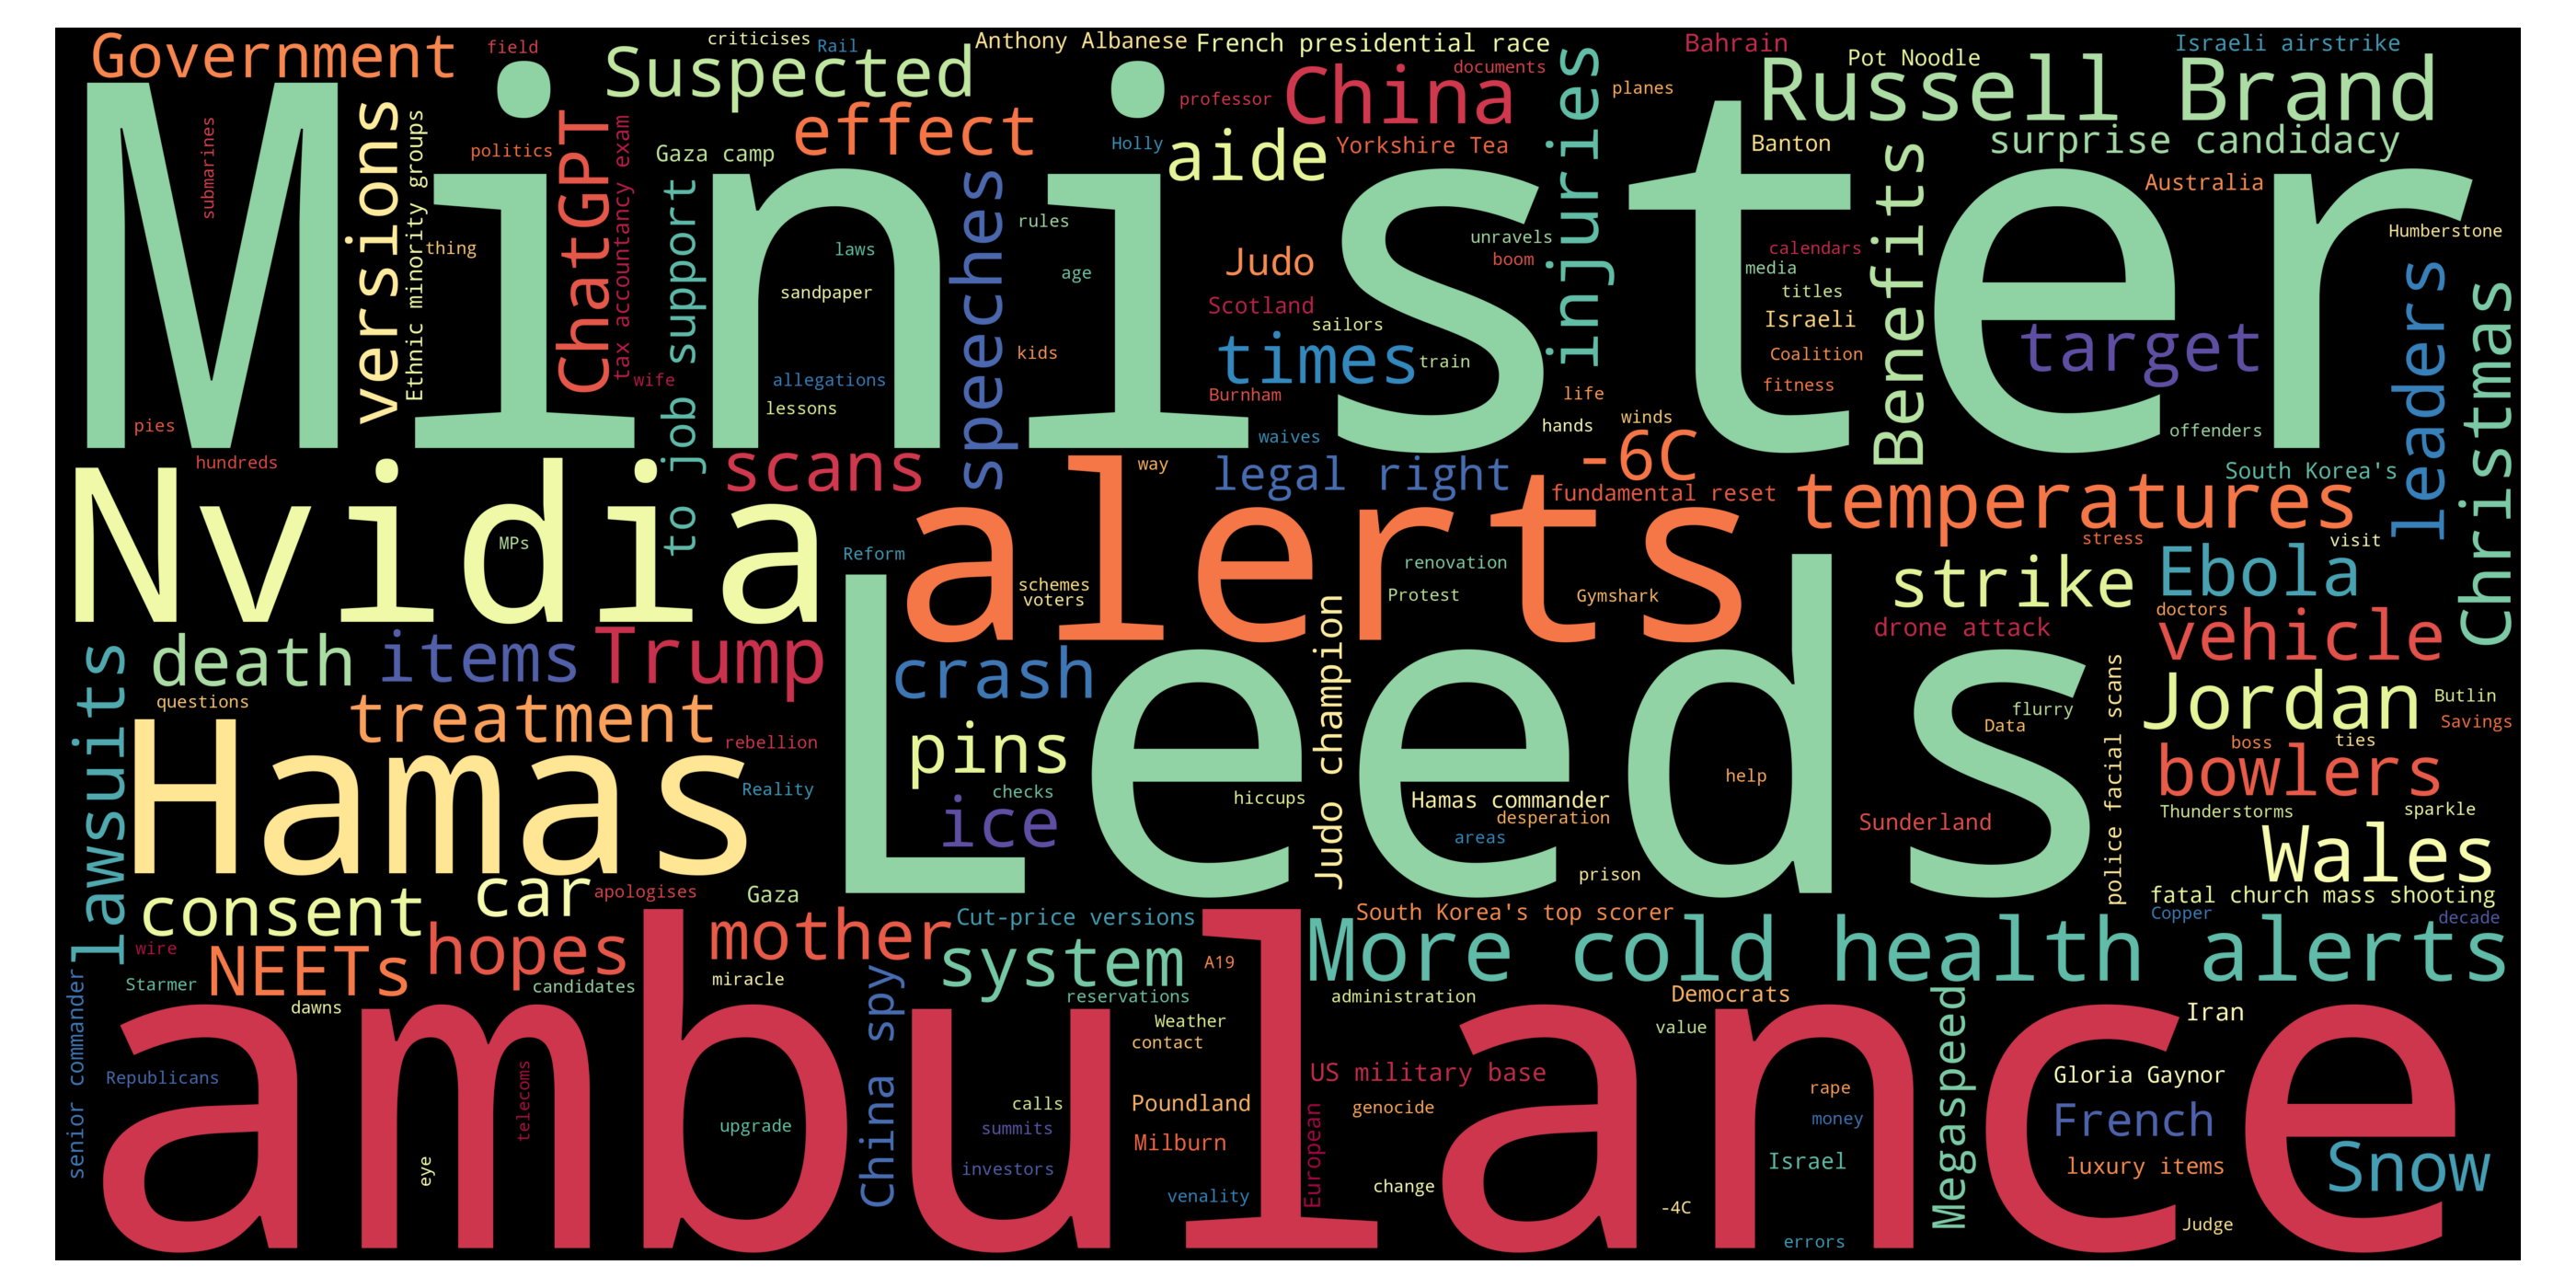 Government
field
criticises
Rail
Anthony Albanese
French presidential race
Bahrain
Israeli airstrike
Suspected
China
documents
Pot Noodle
Russell Brand
Minister
submarines
versions
Ethnic minority groups
politics
ChatGPT
tax accountancy exam
effect
professor
planes
injuries
Gaza camp
Holly
aide
Yorkshire Tea
Banton
surprise candidacy
to job support
speeches
Benefits
Australia
thing
laws
rules
unravels
calendars
Humberstone
age
Judo
boom
media
sandpaper
Scotland
titles
leaders
Christmas
sailors
Israeli
target
kids
times
train
Coalition
wife
allegations
Burnham
life
fitness
lessons
pies
waives
hands
winds
offenders
hundreds
scans
way
legal right
-6C
South Korea's
Nvidia
alerts
fundamental reset
temperatures
MPs
Reform
stress
visit
schemes
voters
renovation
Protest
Gymshark
strike
Ebola
doctors
lawsuits
death
items
Trump
crash
Leeds
Judo champion
drone attack
vehicle
questions
treatment
rebellion
pins
police facial scans
Jordan
Butlin
flurry
Data
Savings
Hamas
Reality
checks
hiccups
Hamas commander
desperation
help
boss
ties
bowlers
ice
areas
Sunderland
Thunderstorms
sparkle
Wales
consent
car
apologises
Gaza
prison
fatal church mass shooting
wire
NEETs
hopes
mother
Cut-price versions
South Korea's top scorer
Copper
decade
system
More cold health alerts
senior commander
Starmer
candidates
miracle
A19
dawns
China spy
reservations
administration
Democrats
Megaspeed
Iran
ambulance
Weather
contact
value
Republicans
telecoms
US military base
Gloria Gaynor
upgrade
calls
Poundland
European
genocide
rape
money
French
summits
Milburn
eye
investors
Israel
luxury items
Snow
venality
change
-4C
Judge
errors